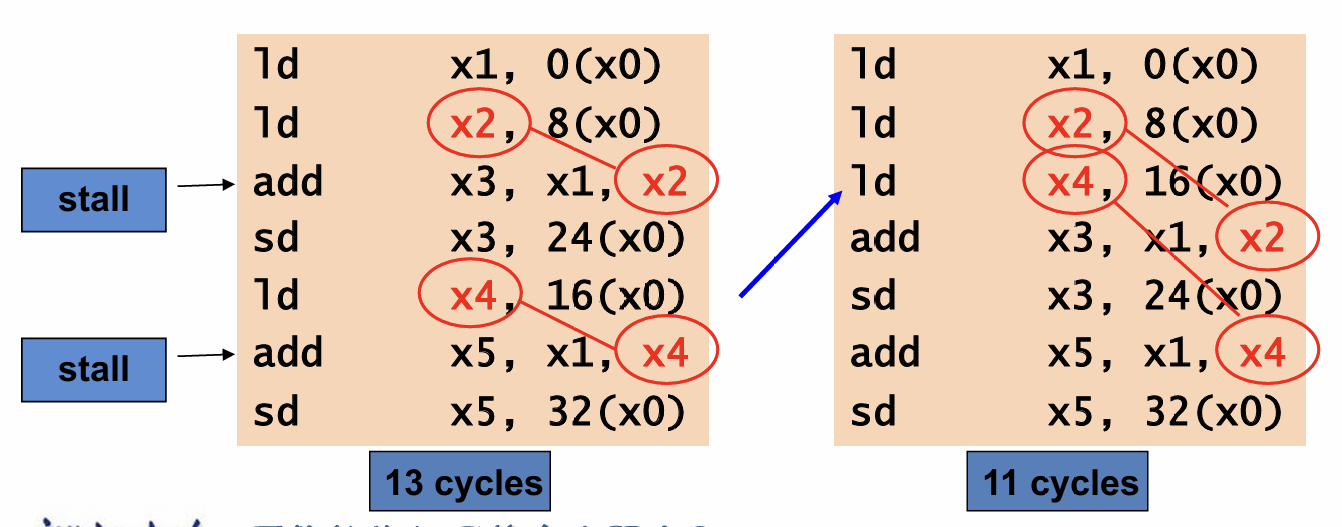 ld x1, 0(x0)
ld x2, 8(x0)
stall
add x3, x1, x2
sd x3, 24(x0)
ld x4, 16(x0)
stall
add x5, x1, x4
sd x5, 32(x0)
13 cycles
ld x1, 0(x0)
ld x2, 8(x0)
ld x4, 16(x0)
add x3, x1, x2
sd x3, 24(x0)
add x5, x1, x4
sd x5, 32(x0)
11 cycles